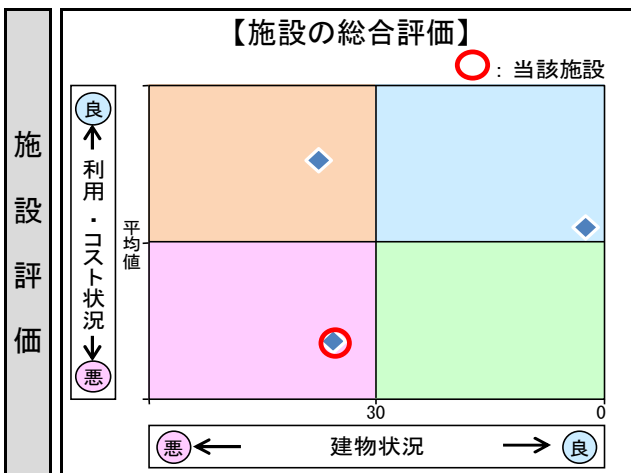 施設評価
【施設の総合評価】
：当該施設
良
利用・コスト状況
悪
平均値
30
0
悪
建物状況
良